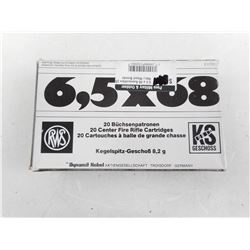 6,5x68
RWS
20 Büchsenpatronen
20 Center Fire Rifle Cartridges
20 Cartouches à balle de grande chasse
Kegelspitz-Geschoß 8,2 g
KS
GESCHOSS
Dynamit Nobel AKTIENGESELLSCHAFT TROISDORF · GERMANY